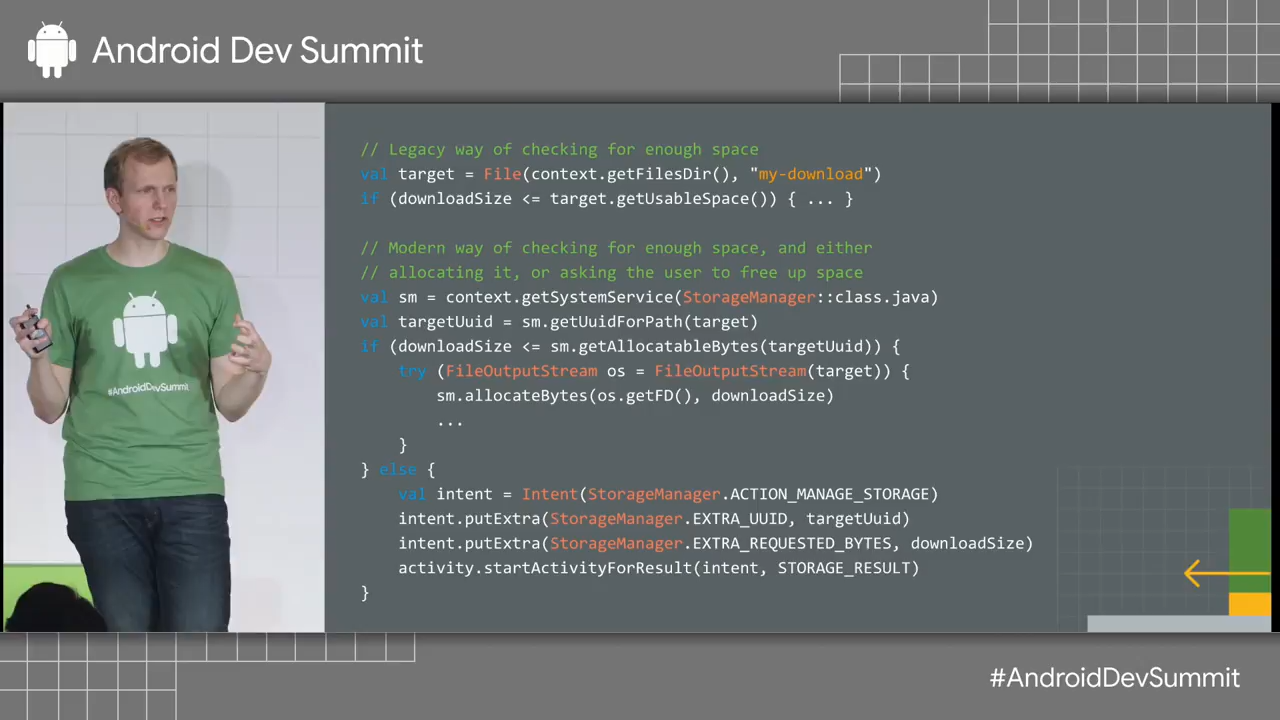 Android Dev Summit
#AndroidDevSummit
// Legacy way of checking for enough space
val target = File(context.getFilesDir(), "my-download")
if (downloadSize <= target.getUsableSpace()) { ... }
// Modern way of checking for enough space, and either
// allocating it, or asking the user to free up space
val sm = context.getSystemService(StorageManager::class.java)
val targetUuid = sm.getUuidForPath(target)
if (downloadSize <= sm.getAllocatableBytes(targetUuid)) {
try (FileOutputStream os = FileOutputStream(target)) {
sm.allocateBytes(os.getFD(), downloadSize)
...
}
} else {
val intent = Intent(StorageManager.ACTION_MANAGE_STORAGE)
intent.putExtra(StorageManager.EXTRA_UUID, targetUuid)
intent.putExtra(StorageManager.EXTRA_REQUESTED_BYTES, downloadSize)
activity.startActivityForResult(intent, STORAGE_RESULT)
}
#AndroidDevSummit